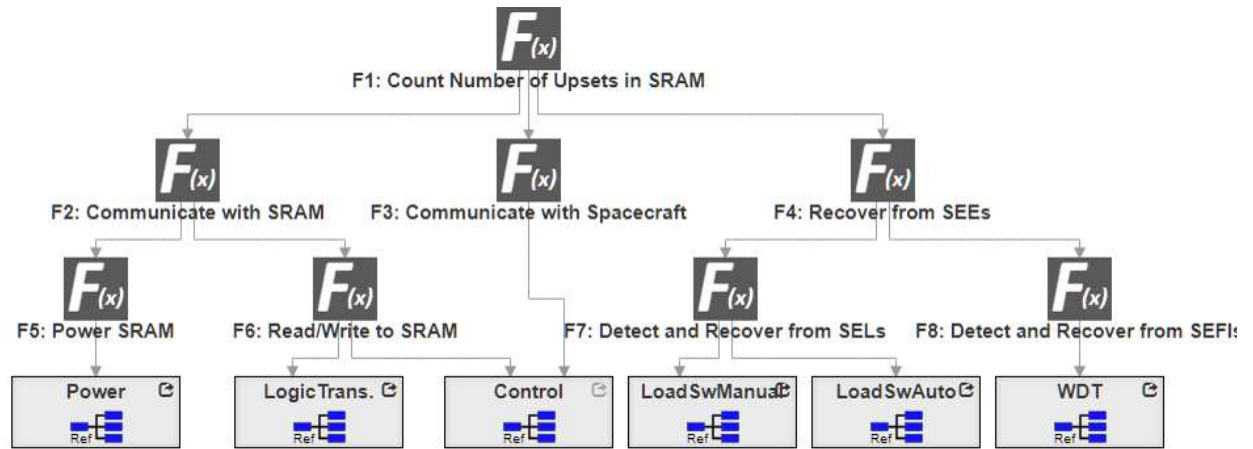 F(x)
F1: Count Number of Upsets in SRAM
F(x) F(x) F(x)
F2: Communicate with SRAM F3: Communicate with Spacecraft F4: Recover from SEEs
F(x) F(x) F(x) F(x)
F5: Power SRAM F6: Read/Write to SRAM F7: Detect and Recover from SELs F8: Detect and Recover from SEFIs
Power LogicTrans. Control LoadSwManual LoadSwAuto WDT
Ref Ref Ref Ref Ref Ref